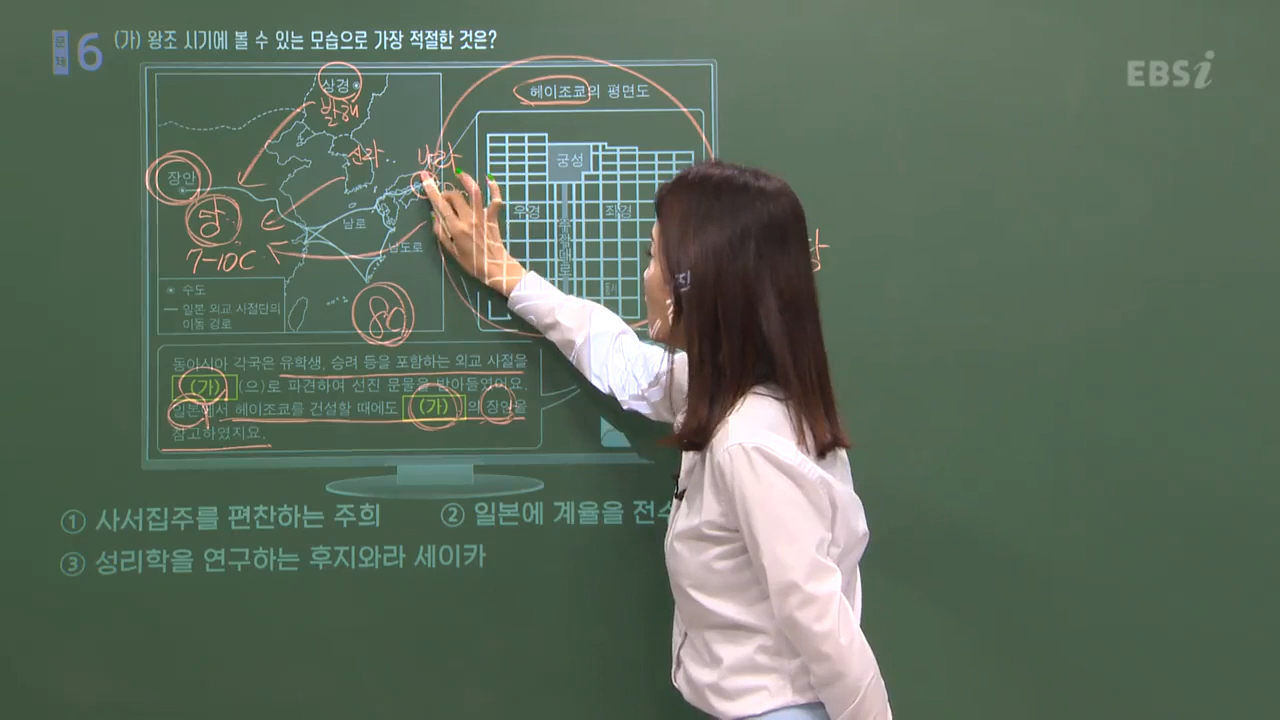 문제 6 (가) 왕조 시기에 볼 수 있는 모습으로 가장 적절한 것은?
EBSi
상경
발해
신라
나라
장안
당
7-10C
남로
남도로
80
수도
일본 외교 사절단의
이동 경로
헤이조쿄의 평면도
궁성
우경
좌경
주작대로
동시
동아시아 각국은 유학생, 승려 등을 포함하는 외교 사절을
(가) (으)로 파견하여 선진 문물을 받아들였어요.
일본에서 헤이조쿄를 건설할 때에도 (가) 의 장안을
참고하였지요.
① 사서집주를 편찬하는 주희
② 일본에 계율을 전수
③ 성리학을 연구하는 후지와라 세이카